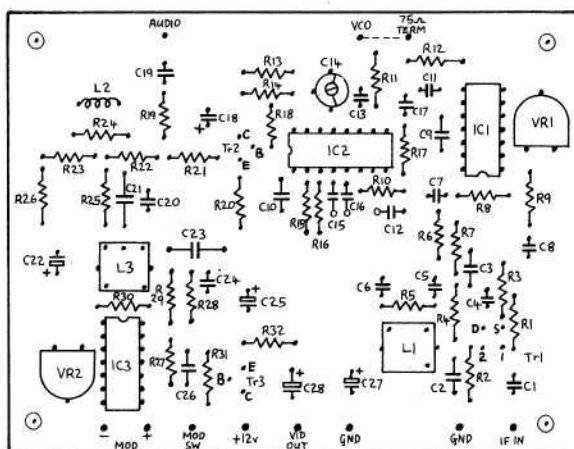 AUDIO VCO 75Ω TERM
C14 R13 R12
C19 R14 R11 C11
L2 R19 C18 R18 C13 C17 IC1 VR1
R24 C Tr2 B E IC2 R17 C9
R23 R22 R21 R10 C7 R8 R9
R26 R25 C21 C20 R20 C10 R15 R16 C15 C16 C12 R6 R7 C8
C23 C3 R3
C22 + L3 C24 + C25 C6 R5 C5 C4
R30 R29 R28 R4 D S R1
R32 L1 2 1 Tr1
VR2 IC3 R27 C26 R31 B E Tr3 C + C28 + C27 C2 R2 C1
- MOD + MOD SW +12v VID OUT GND GND IF IN